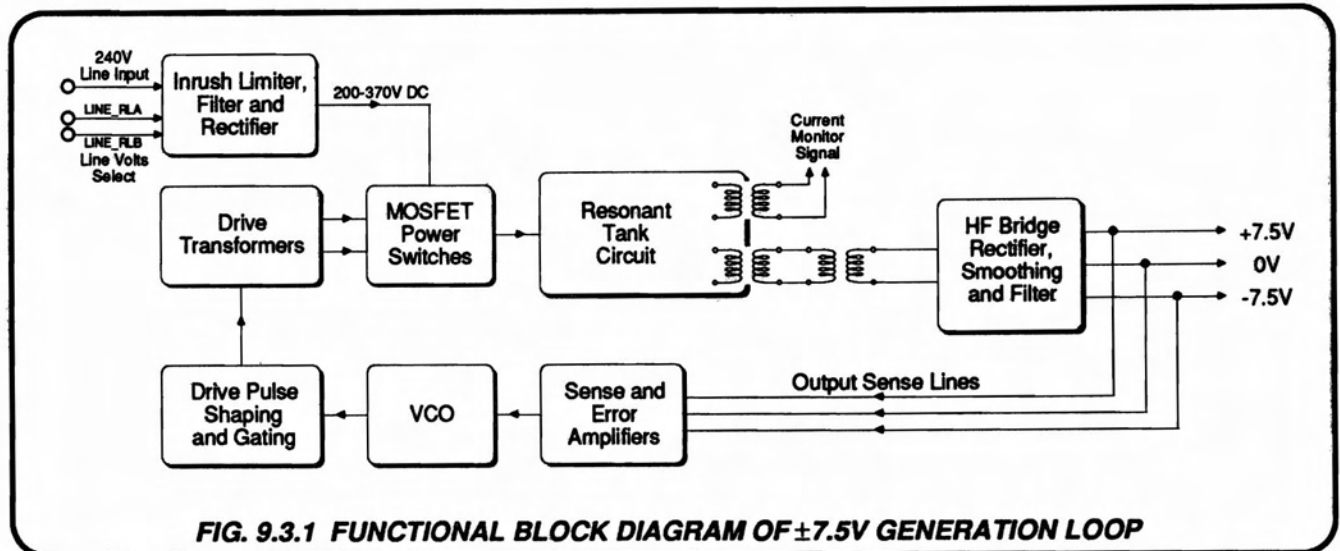 240V
Line Input
LINE_RLA
LINE_RLB
Line Volts
Select
Inrush Limiter,
Filter and
Rectifier
200-370V DC
Drive
Transformers
MOSFET
Power
Switches
Resonant
Tank
Circuit
Current
Monitor
Signal
HF Bridge
Rectifier,
Smoothing
and Filter
+7.5V
0V
-7.5V
Drive Pulse
Shaping
and Gating
VCO
Sense and
Error
Amplifiers
Output Sense Lines
FIG. 9.3.1 FUNCTIONAL BLOCK DIAGRAM OF ±7.5V GENERATION LOOP